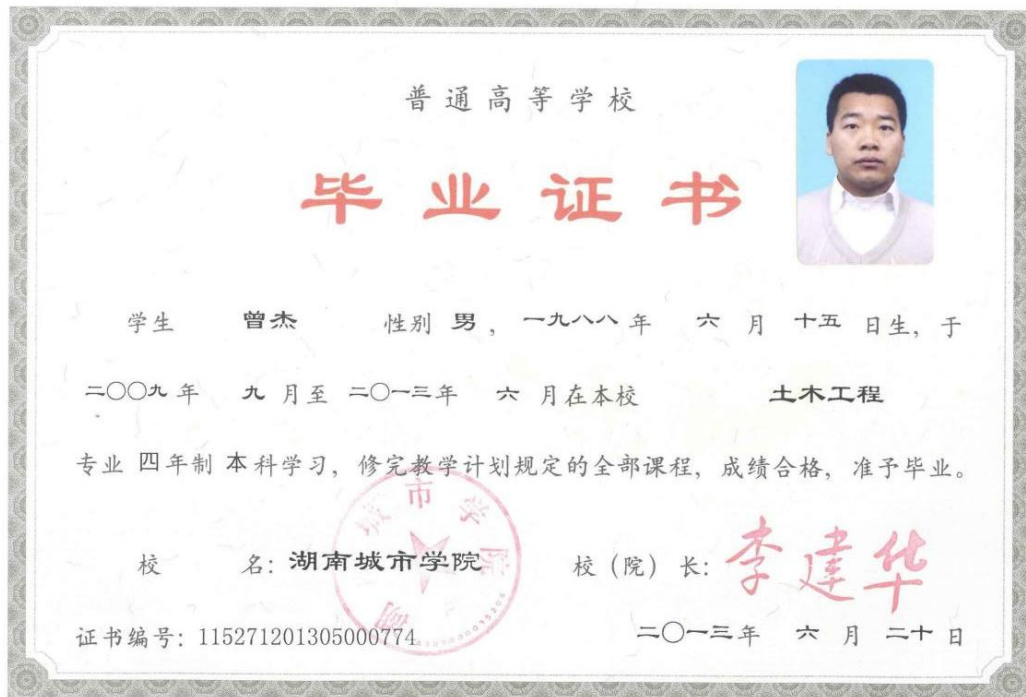 普通高等学校
毕业证书
学生 曾杰 性别 男，一九八八年 六月 十五日生，于
二〇〇九年 九月至 二〇一三年 六月在本校 土木工程
专业 四年制 本科学习，修完教学计划规定的全部课程，成绩合格，准予毕业。
校 名：湖南城市学院 校（院）长：李建华
证书编号：115271201305000774 二〇一三年 六月 二十日
城市学院